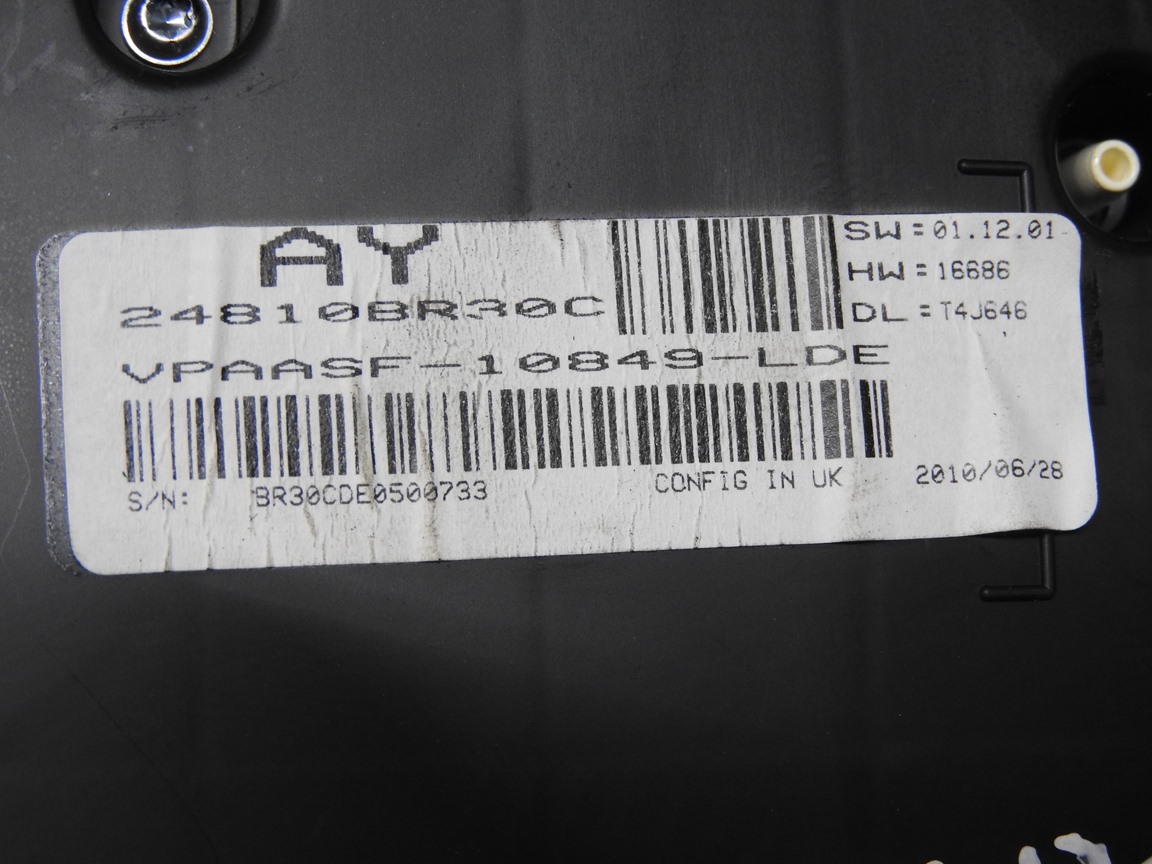 AY
24810BR30C
VPAASF-10849-LDE
SW=01.12.01
HW=16686
DL=T4J646
S/N: BR30CDE0500733
CONFIG IN UK
2010/06/28